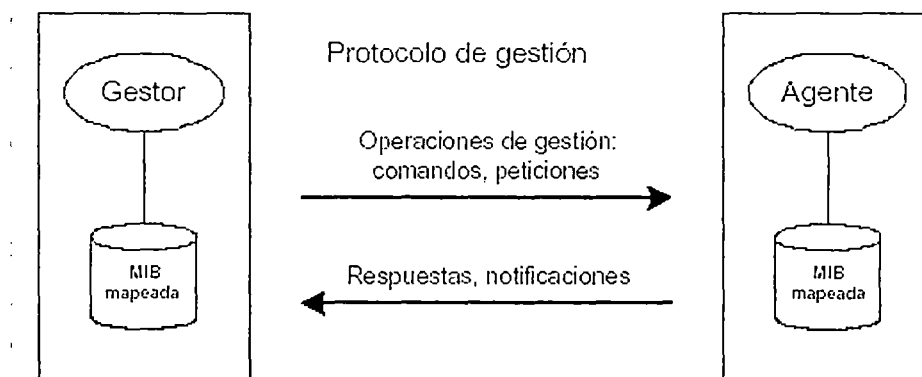 Protocolo de gestión
Gestor
Agente
Operaciones de gestión:
comandos, peticiones
Respuestas, notificaciones
MIB
mapeada
MIB
mapeada